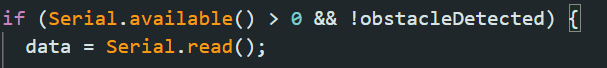 if (Serial.available() > 0 && !obstacleDetected) {
  data = Serial.read();